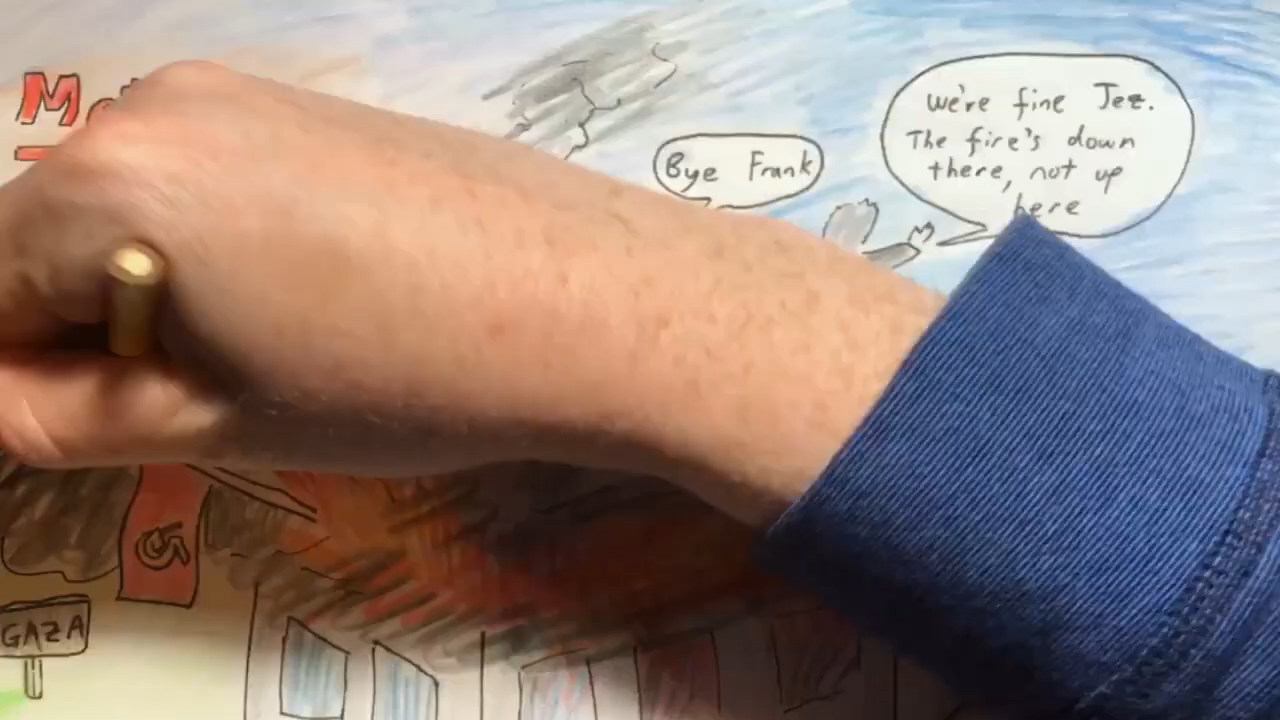 Bye Frank
we're fine Jez.
The fire's down
there, not up
here
GAZA